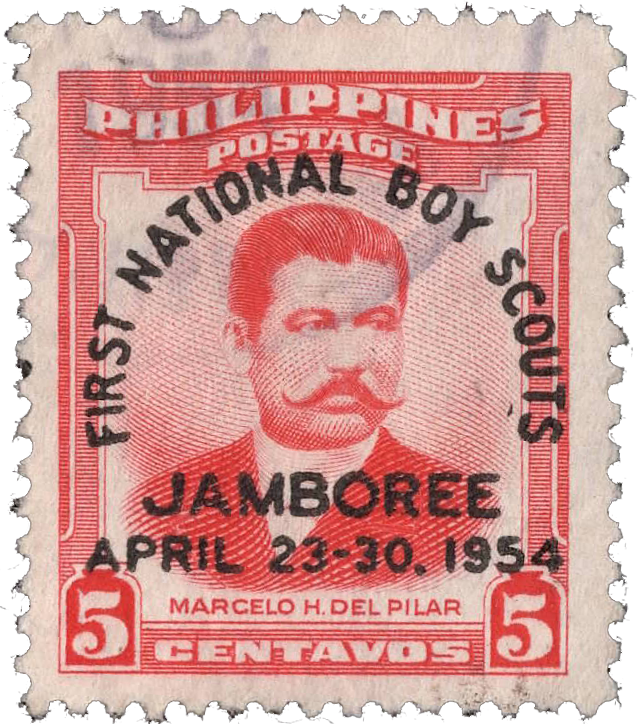 PHILIPPINES
POSTAGE
FIRST NATIONAL BOY SCOUTS
JAMBOREE
APRIL 23-30. 1954
MARCELO H. DEL PILAR
5 CENTAVOS 5